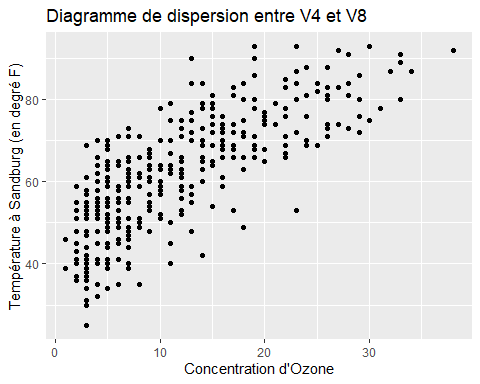 Diagramme de dispersion entre V4 et V8
Température à Sandburg (en degré F)
80
60
40
0
10
20
30
Concentration d'Ozone